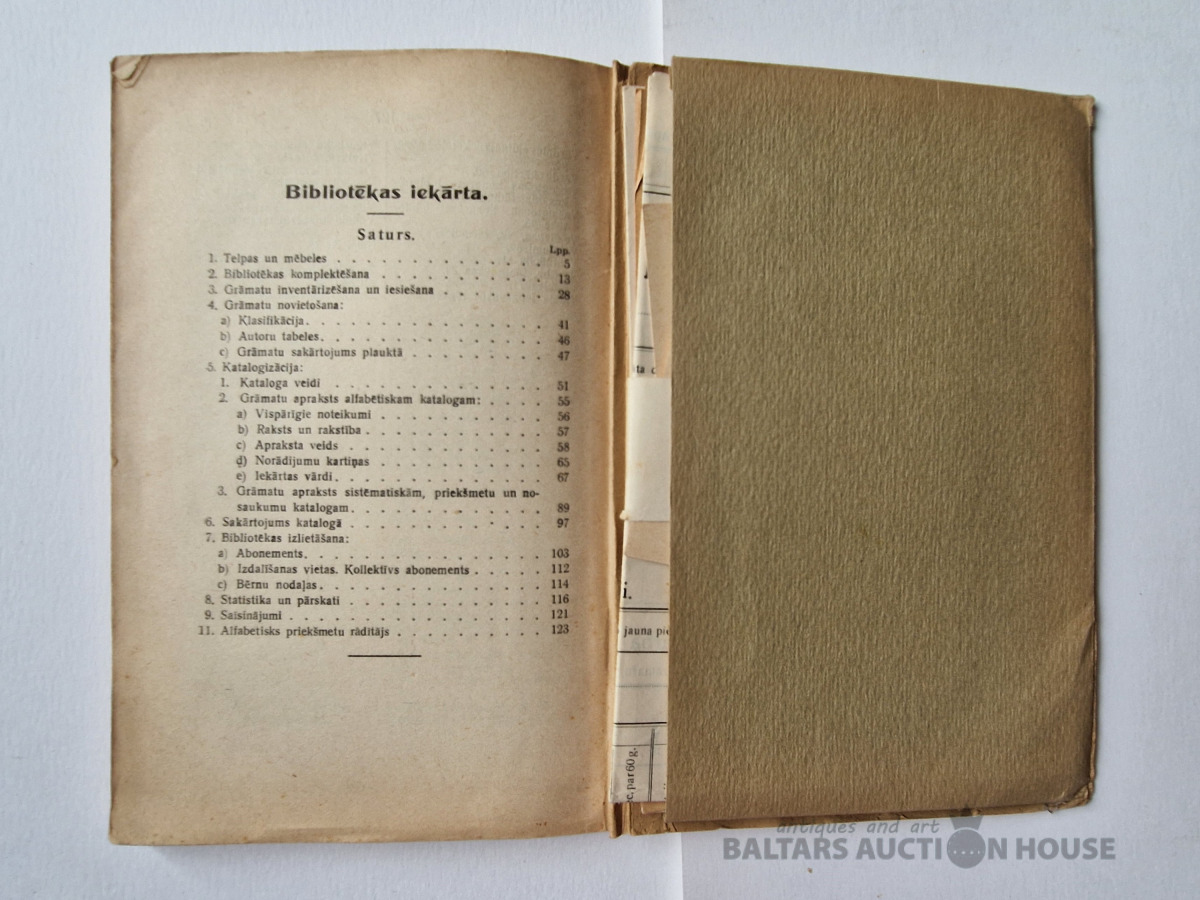 Bibliotēķas ieķārta.
Saturs.
Lpp.
1. Telpas un mēbeles . . . . . . . . . . . . . . 5
2. Bibliotēkas komplektēšana . . . . . . . . . . . 13
3. Grāmatu inventārizēšana un iesiešana . . . . . . . 28
4. Grāmatu novietošana:
a) Klasifikācija. . . . . . . . . . . . . . . 41
b) Autoru tabeles. . . . . . . . . . . . . . 46
c) Grāmatu sakārtojums plauktā . . . . . . . . . 47
5. Katalogizācija:
1. Kataloga veidi . . . . . . . . . . . . . . 51
2. Grāmatu apraksts alfabētiskam katalogam: . . . . 55
a) Vispārīgie noteikumi . . . . . . . . . . . 56
b) Raksts un rakstība . . . . . . . . . . . . 57
c) Apraksta veids . . . . . . . . . . . . . 58
d) Norādījumu kartiņas . . . . . . . . . . . 65
e) Iekārtas vārdi . . . . . . . . . . . . . . 67
3. Grāmatu apraksts sistēmatiskām, priekšmetu un no-
saukumu katalogam . . . . . . . . . . . . . 89
6. Sakārtojums katalogā . . . . . . . . . . . . . 97
7. Bibliotēkas izlietāšana:
a) Abonements. . . . . . . . . . . . . . . . 103
b) Izdalīšanas vietas. Kollektīvs abonements . . . . . 112
c) Bērnu nodaļas . . . . . . . . . . . . . . . 114
8. Statistika un pārskati . . . . . . . . . . . . . . 116
9. Saisinājumi . . . . . . . . . . . . . . . . . 121
11. Alfabetisks priekšmetu rādītājs . . . . . . . . . . 123
i.
jauna
par 60 g.
antiques and art
BALTARS AUCTION HOUSE